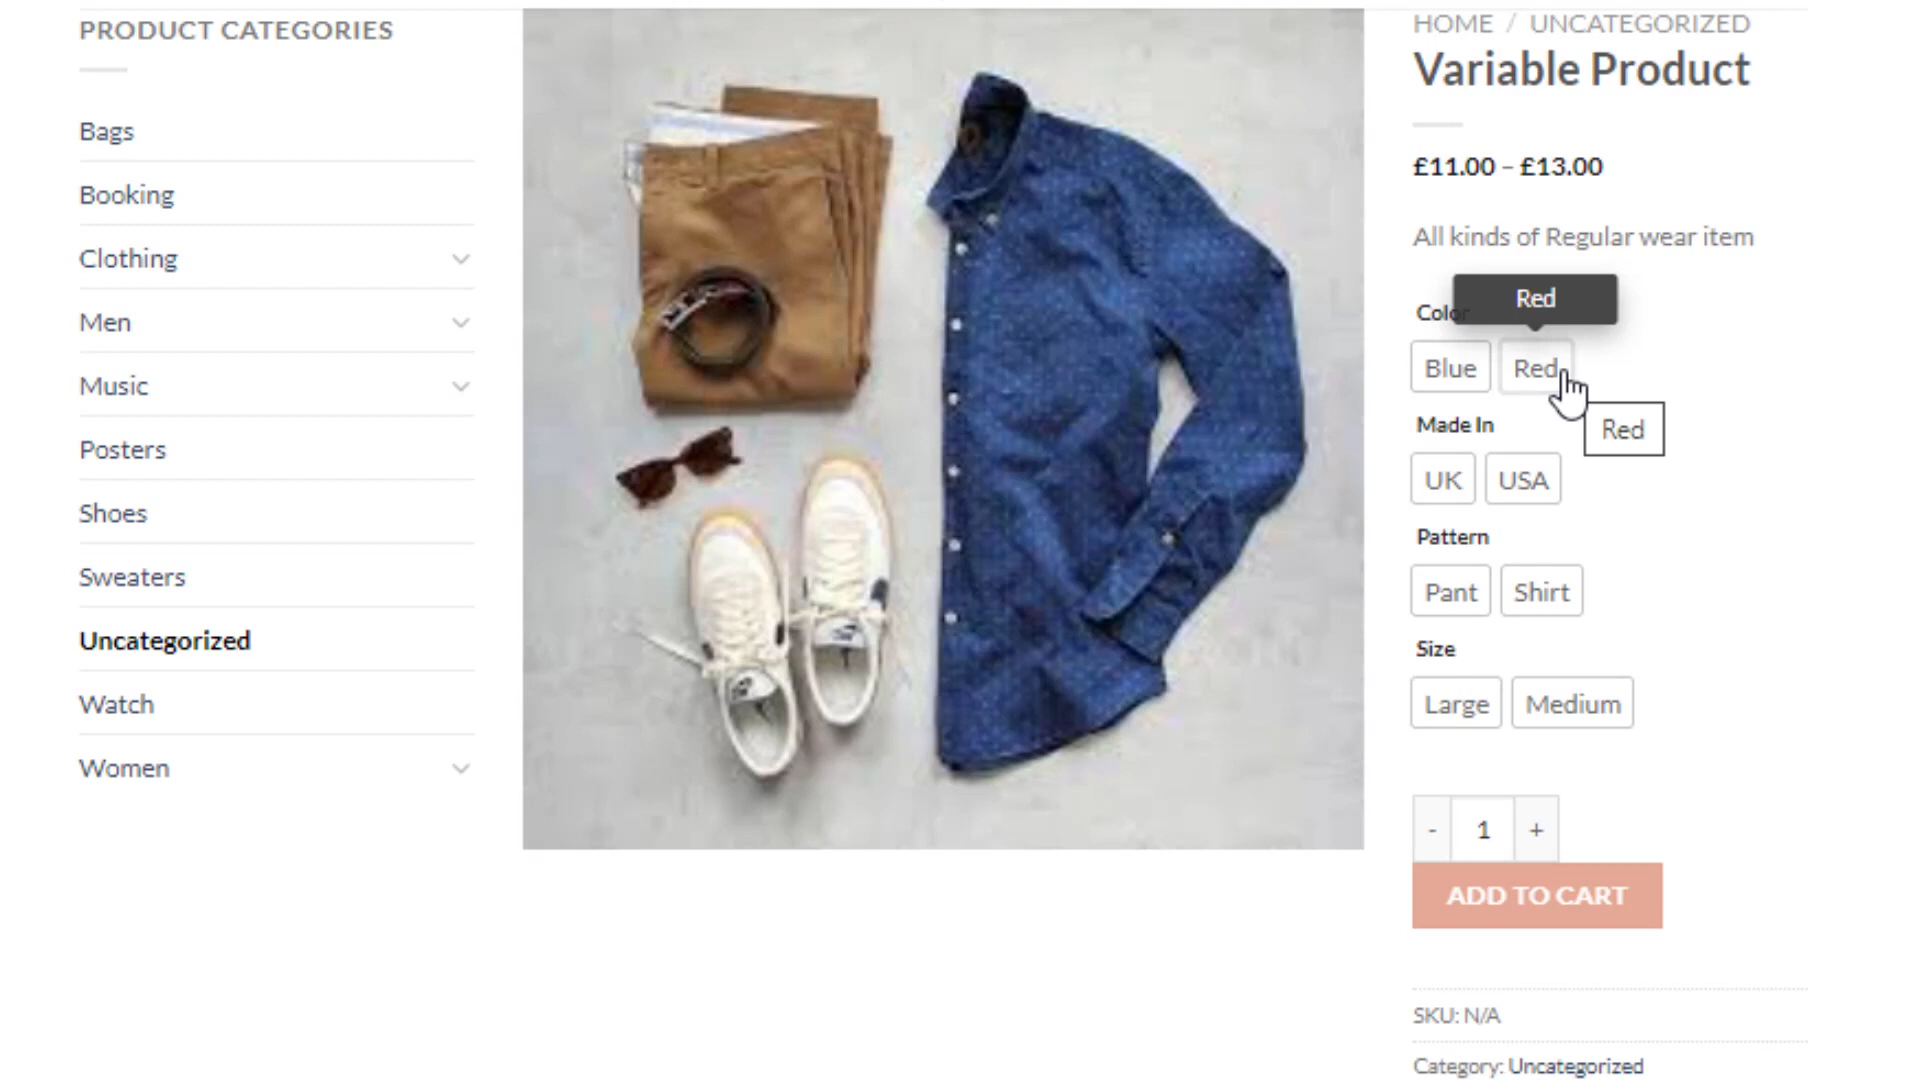 PRODUCT CATEGORIES
Bags
Booking
Clothing
Men
Music
Posters
Shoes
Sweaters
Uncategorized
Watch
Women
HOME / UNCATEGORIZED
Variable Product
£11.00 – £13.00
All kinds of Regular wear item
Red
Color
Blue Red
Red
Made In
UK USA
Pattern
Pant Shirt
Size
Large Medium
- 1 +
ADD TO CART
SKU: N/A
Category: Uncategorized